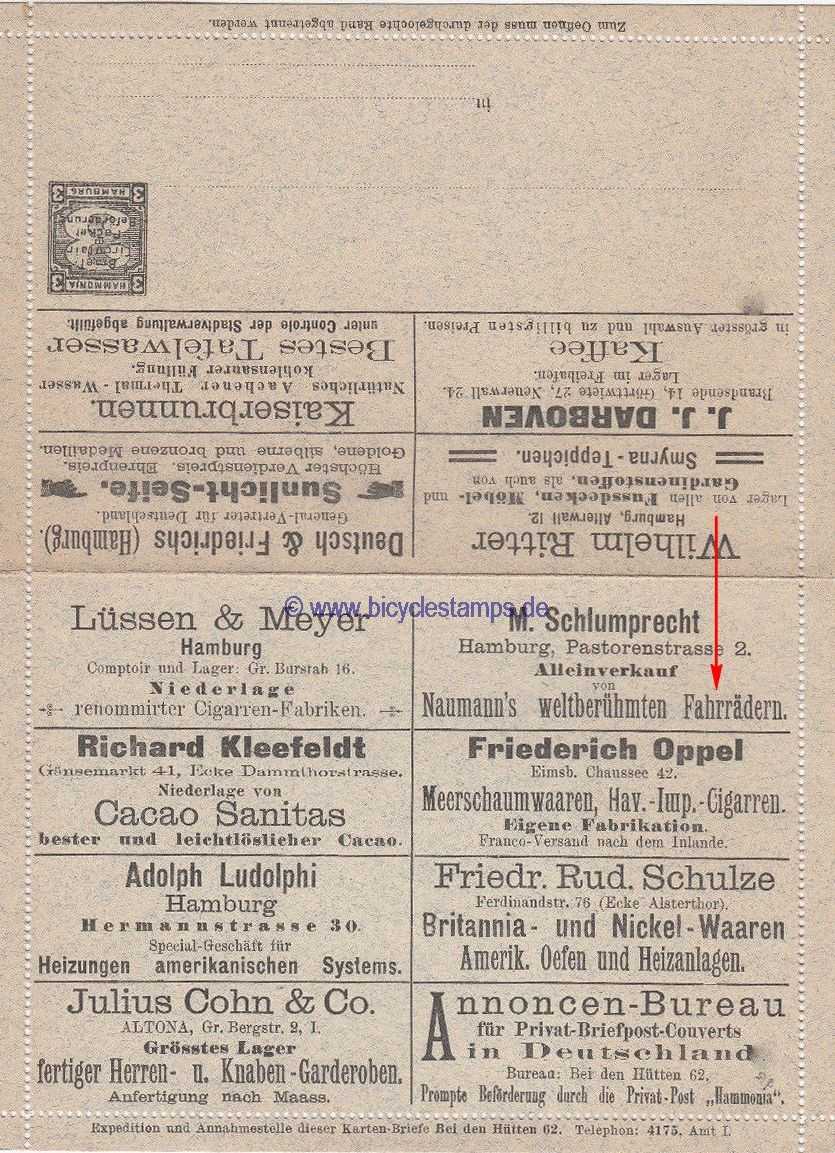 Zum Oeffnen muss der durchgelochte Rand abgetrennt werden.
in
3 HAMBURG 3
Brief
Circulair
Packet
Beförderung
3 HAMMONIA 3
Kaiserbrunnen.
Natürliches Aachener Thermal-Wasser
kohlensaurer Füllung.
Bestes Tafelwasser
unter Controle der Stadtverwaltung abgefüllt.
J. J. DARBOVEN
Brandsende 14, Görttwiete 27, Neuerwall 24.
Lager im Freihafen.
Kaffee
in grösster Auswahl und zu billigsten Preisen.
Deutsch & Friedrichs (Hamburg).
General-Vertreter für Deutschland.
Sunlicht-Seife.
Höchster Verdienstpreis. Ehrenpreis.
Goldene, silberne und bronzene Medaillen.
Wilhelm Ritter
Hamburg, Alterwall 12.
Lager von allen Fussdecken, Möbel- und
Gardinenstoffen, als auch von
Smyrna-Teppichen.
© www.bicyclestamps.de
Lüssen & Meyer
Hamburg
Comptoir und Lager: Gr. Burstah 16.
Niederlage
renommirter Cigarren-Fabriken.
M. Schlumprecht
Hamburg, Pastorenstrasse 2.
Alleinverkauf
von
Naumann's weltberühmten Fahrrädern.
Richard Kleefeldt
Gänsemarkt 41, Ecke Dammthorstrasse.
Niederlage von
Cacao Sanitas
bester und leichtlöslicher Cacao.
Friederich Oppel
Eimsb. Chaussee 42.
Meerschaumwaaren, Hav.-Imp.-Cigarren.
Eigene Fabrikation.
Franco-Versand nach dem Inlande.
Adolph Ludolphi
Hamburg
Hermannstrasse 30.
Special-Geschäft für
Heizungen amerikanischen Systems.
Friedr. Rud. Schulze
Ferdinandstr. 76 (Ecke Alsterthor).
Britannia- und Nickel-Waaren
Amerik. Oefen und Heizanlagen.
Julius Cohn & Co.
ALTONA, Gr. Bergstr. 2, I.
Grösstes Lager
fertiger Herren- u. Knaben-Garderoben.
Anfertigung nach Maass.
Annoncen-Bureau
für Privat-Briefpost-Couverts
in Deutschland
Bureau: Bei den Hütten 62.
Prompte Beförderung durch die Privat-Post „Hammonia".
Expedition und Annahmestelle dieser Karten-Briefe Bei den Hütten 62. Telephon: 4175, Amt I.